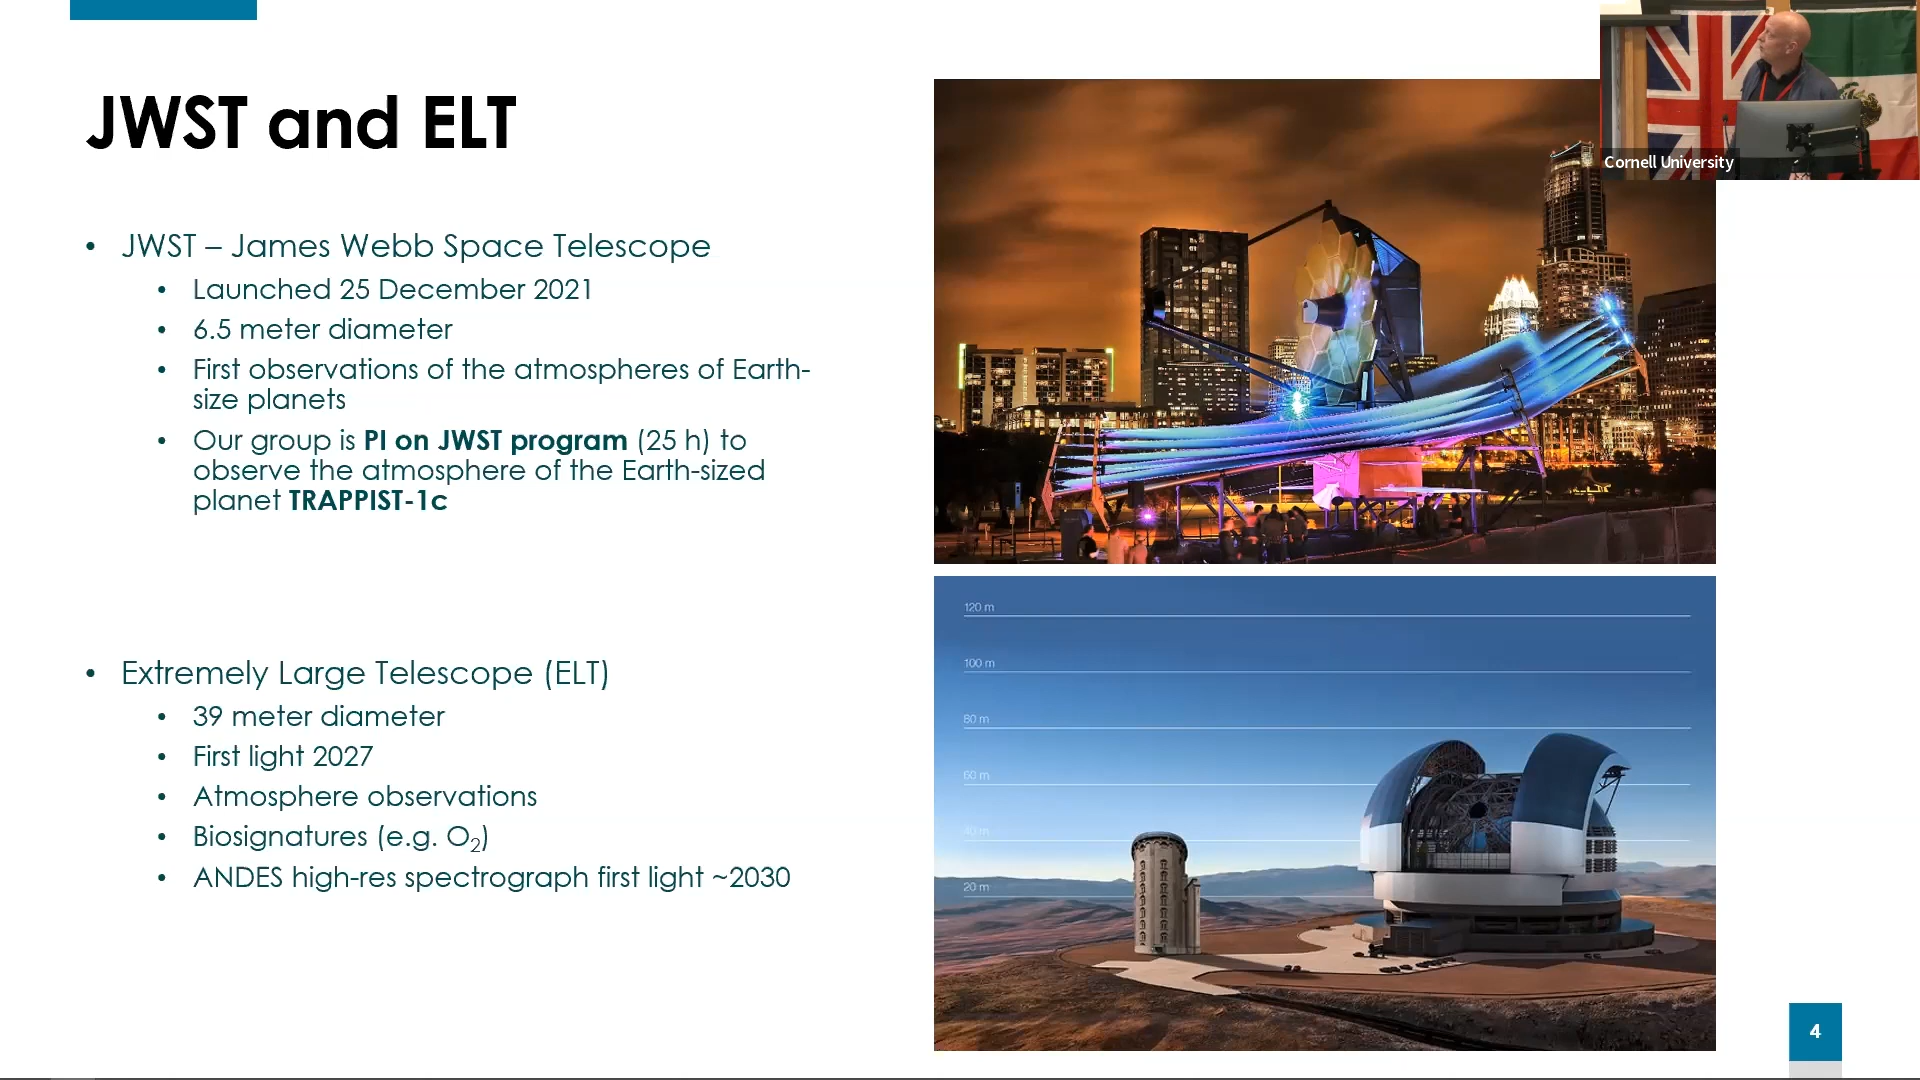 JWST and ELT
• JWST – James Webb Space Telescope
• Launched 25 December 2021
• 6.5 meter diameter
• First observations of the atmospheres of Earth-
size planets
• Our group is PI on JWST program (25 h) to
observe the atmosphere of the Earth-sized
planet TRAPPIST-1c
• Extremely Large Telescope (ELT)
• 39 meter diameter
• First light 2027
• Atmosphere observations
• Biosignatures (e.g. O₂)
• ANDES high-res spectrograph first light ~2030
Cornell University
120 m
100 m
80 m
60 m
40 m
20 m
4